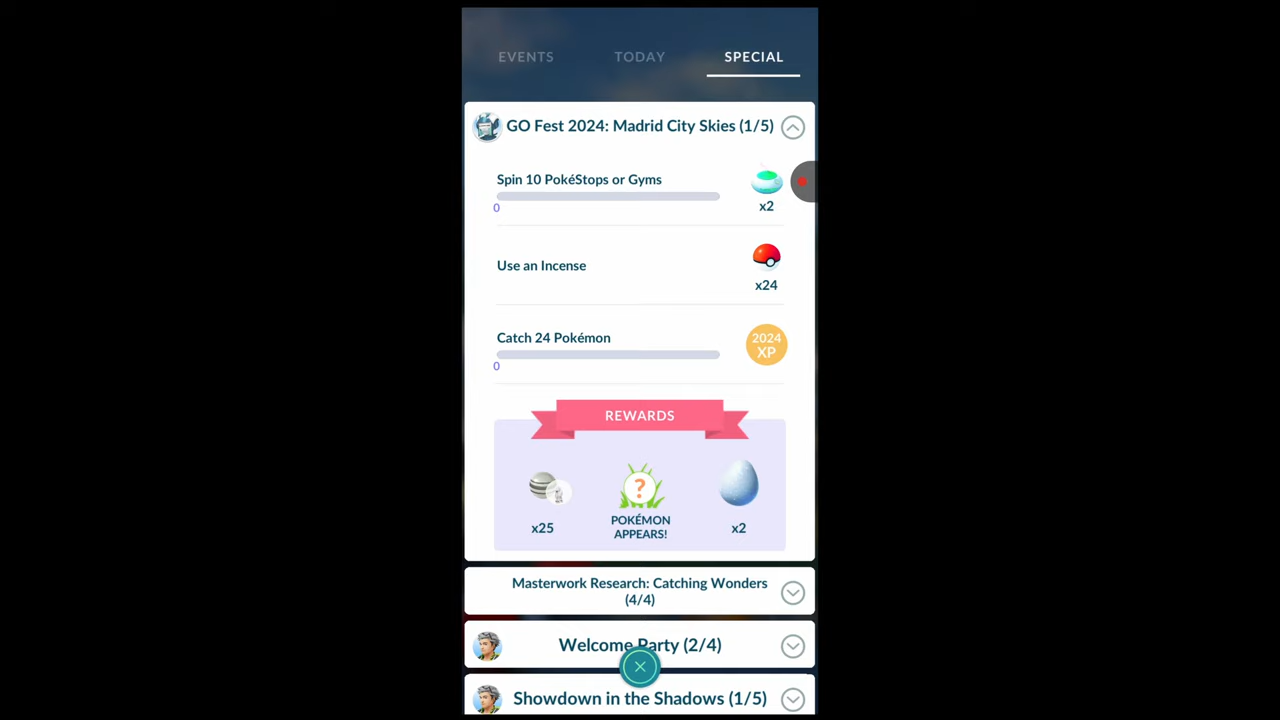 EVENTS TODAY SPECIAL
GO Fest 2024: Madrid City Skies (1/5)
Spin 10 PokéStops or Gyms
0
x2
Use an Incense
x24
Catch 24 Pokémon
0
2024
XP
REWARDS
?
x25
POKÉMON
APPEARS!
x2
Masterwork Research: Catching Wonders
(4/4)
Welcome Party (2/4)
Showdown in the Shadows (1/5)